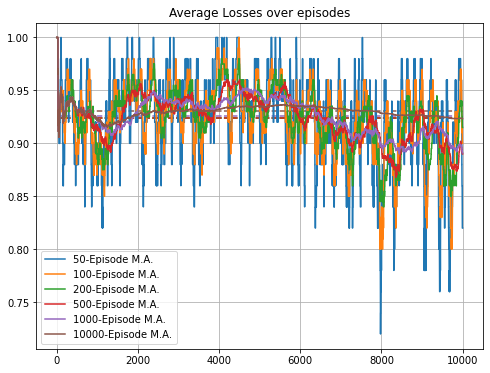 Average Losses over episodes
1.00
0.95
0.90
0.85
0.80
0.75
50-Episode M.A.
100-Episode M.A.
200-Episode M.A.
500-Episode M.A.
1000-Episode M.A.
10000-Episode M.A.
0 2000 4000 6000 8000 10000